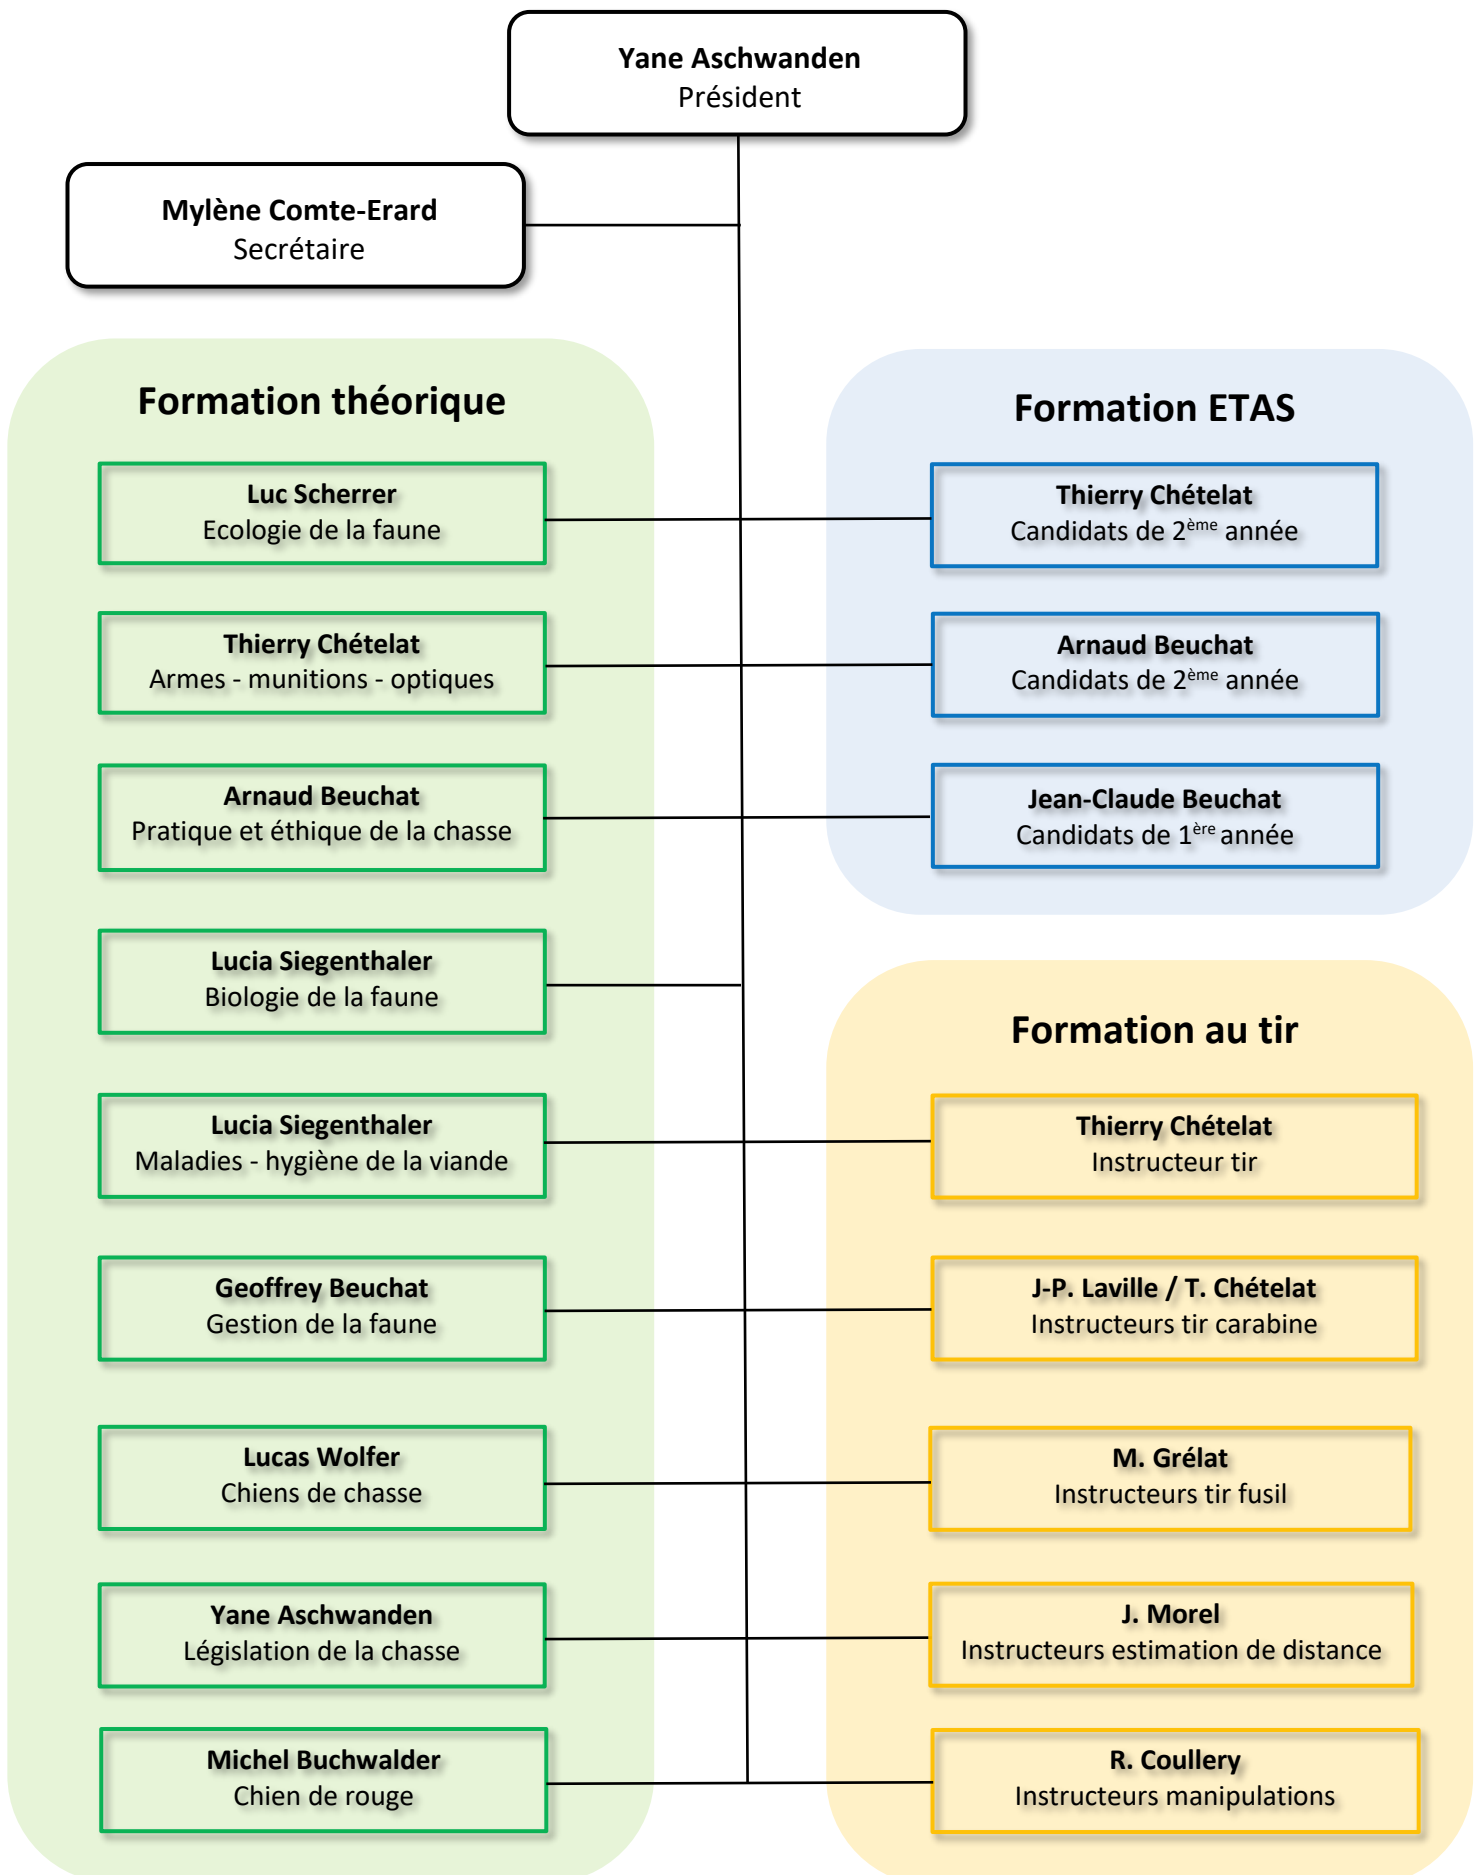 Yane Aschwanden
Président
Mylène Comte-Erard
Secrétaire
Formation théorique
Luc Scherrer
Ecologie de la faune
Thierry Chételat
Armes - munitions - optiques
Arnaud Beuchat
Pratique et éthique de la chasse
Lucia Siegenthaler
Biologie de la faune
Lucia Siegenthaler
Maladies - hygiène de la viande
Geoffrey Beuchat
Gestion de la faune
Lucas Wolfer
Chiens de chasse
Yane Aschwanden
Législation de la chasse
Michel Buchwalder
Chien de rouge
Formation ETAS
Thierry Chételat
Candidats de 2ème année
Arnaud Beuchat
Candidats de 2ème année
Jean-Claude Beuchat
Candidats de 1ère année
Formation au tir
Thierry Chételat
Instructeur tir
J-P. Laville / T. Chételat
Instructeurs tir carabine
M. Grélat
Instructeurs tir fusil
J. Morel
Instructeurs estimation de distance
R. Coullery
Instructeurs manipulations